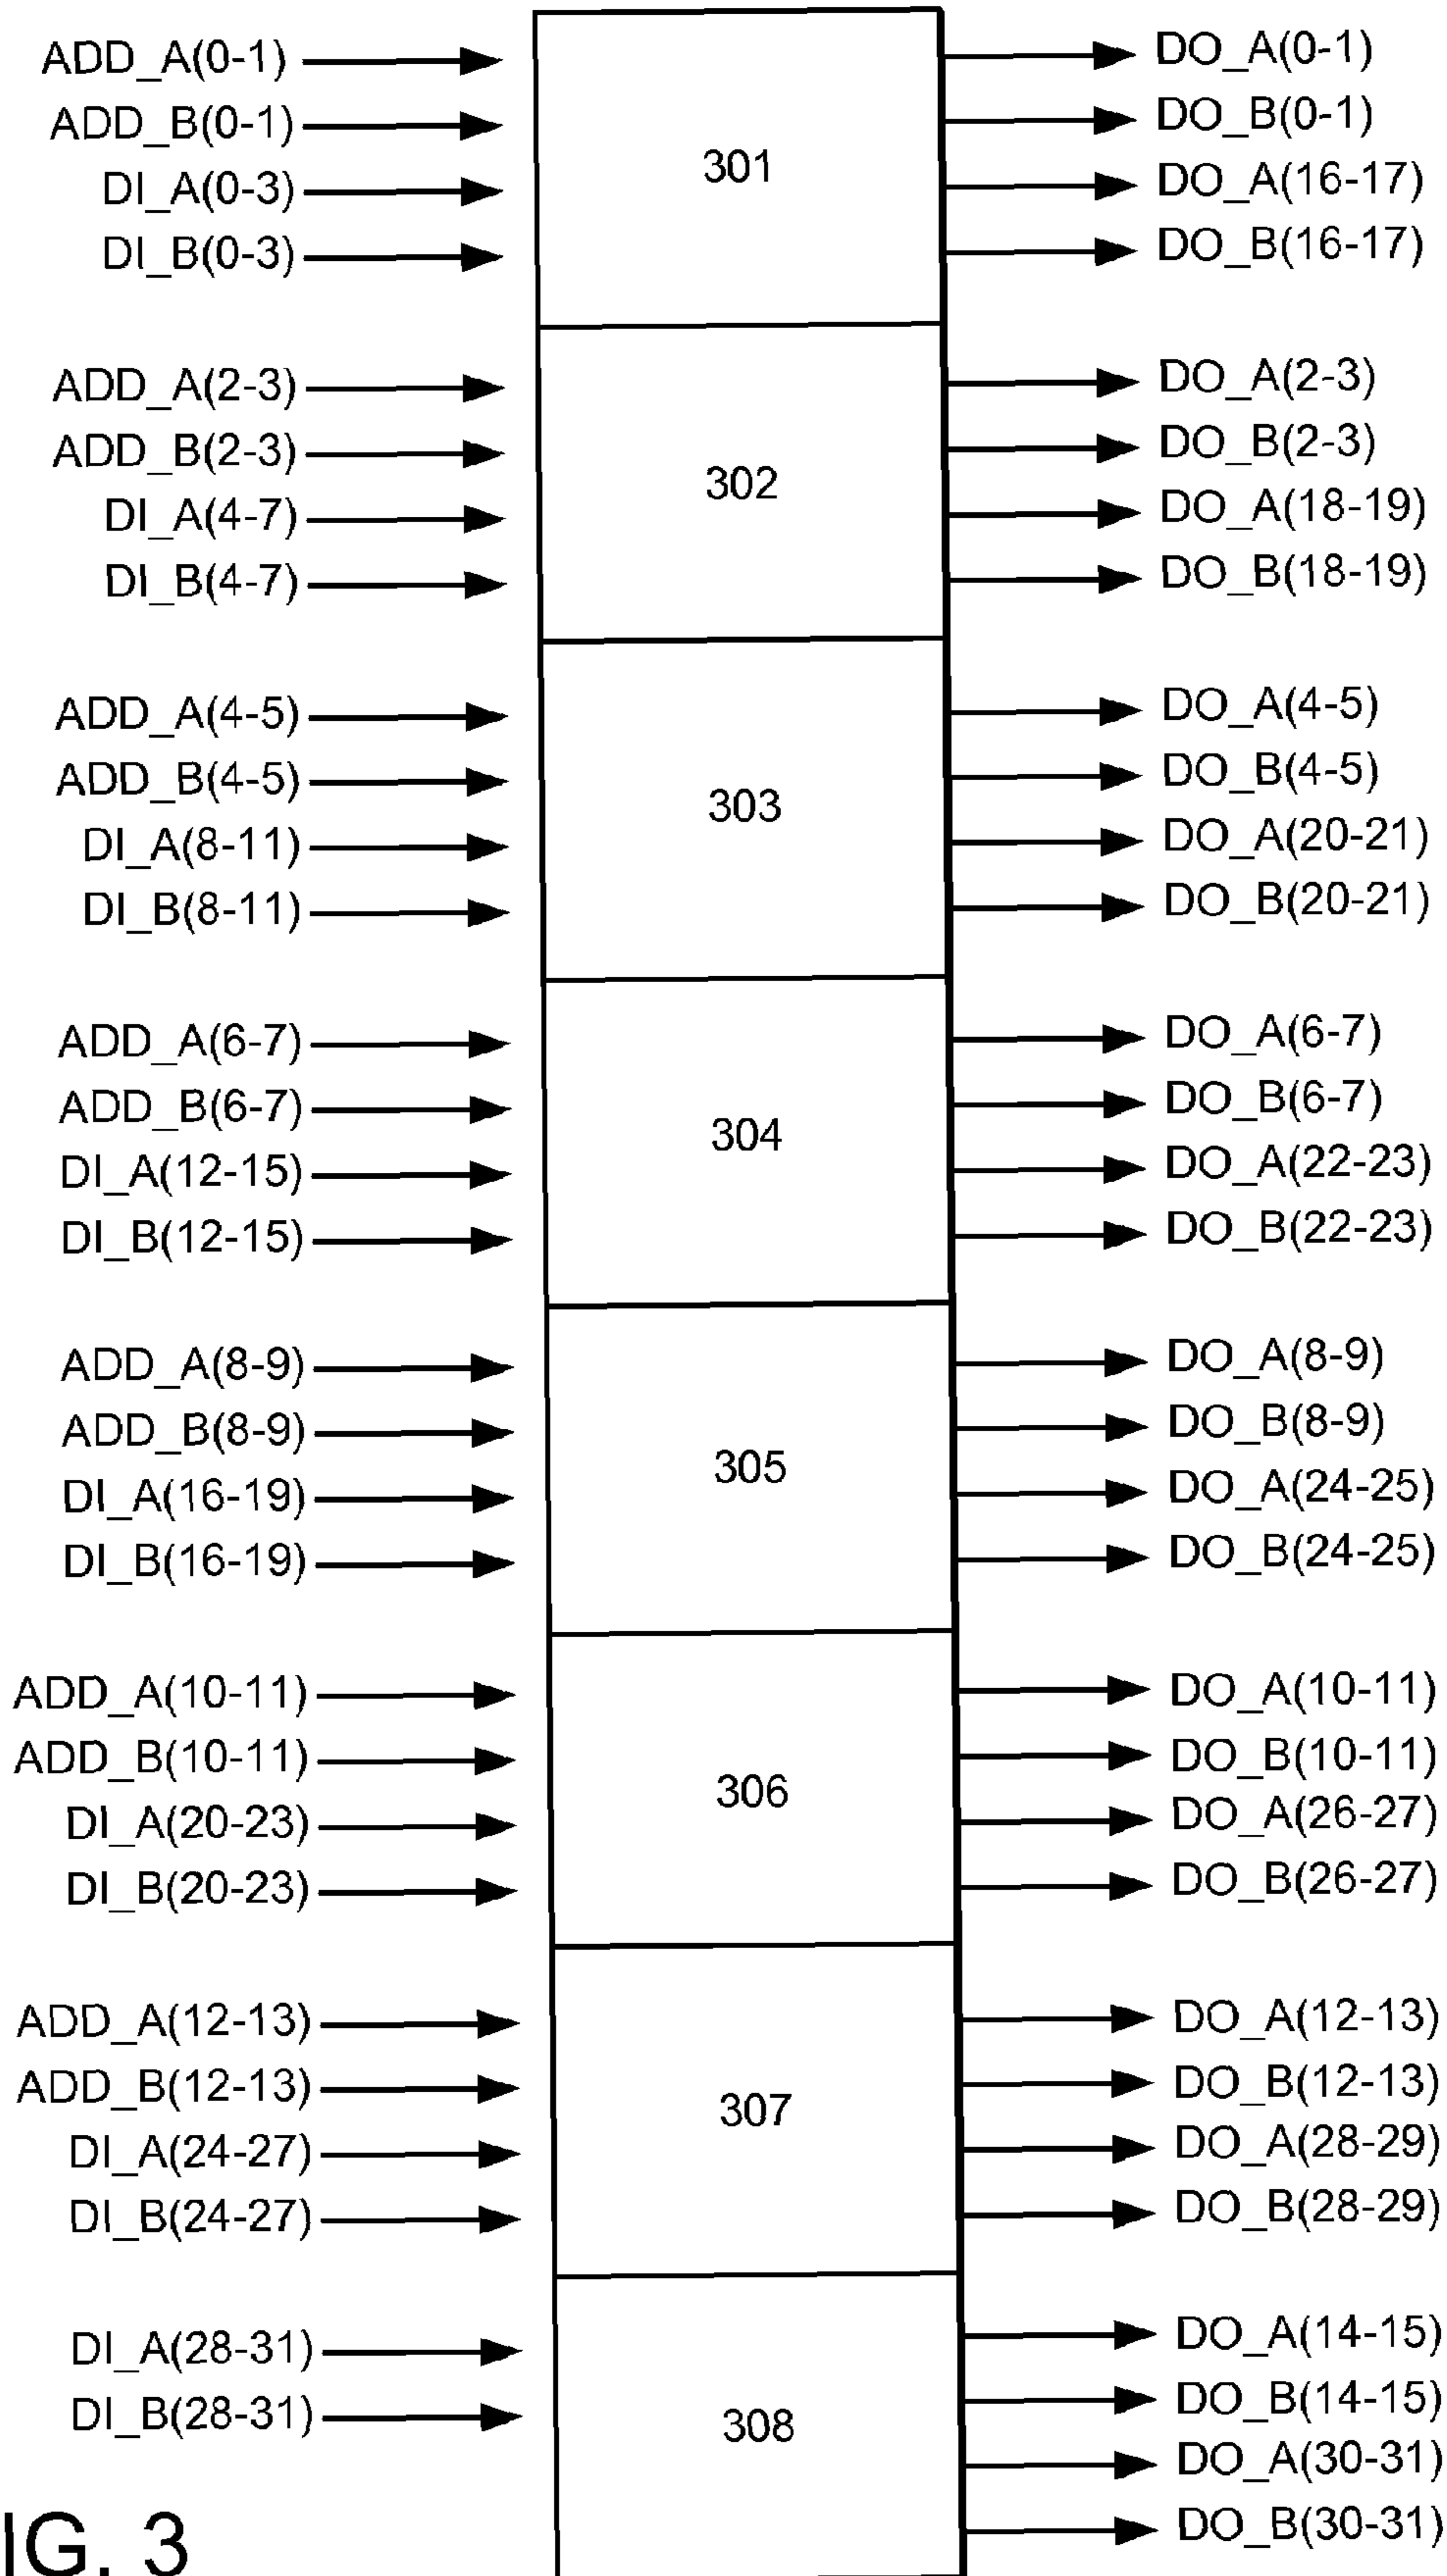 ADD_A(0-1)
ADD_B(0-1)
DI_A(0-3)
DI_B(0-3)
301
DO_A(0-1)
DO_B(0-1)
DO_A(16-17)
DO_B(16-17)
ADD_A(2-3)
ADD_B(2-3)
DI_A(4-7)
DI_B(4-7)
302
DO_A(2-3)
DO_B(2-3)
DO_A(18-19)
DO_B(18-19)
ADD_A(4-5)
ADD_B(4-5)
DI_A(8-11)
DI_B(8-11)
303
DO_A(4-5)
DO_B(4-5)
DO_A(20-21)
DO_B(20-21)
ADD_A(6-7)
ADD_B(6-7)
DI_A(12-15)
DI_B(12-15)
304
DO_A(6-7)
DO_B(6-7)
DO_A(22-23)
DO_B(22-23)
ADD_A(8-9)
ADD_B(8-9)
DI_A(16-19)
DI_B(16-19)
305
DO_A(8-9)
DO_B(8-9)
DO_A(24-25)
DO_B(24-25)
ADD_A(10-11)
ADD_B(10-11)
DI_A(20-23)
DI_B(20-23)
306
DO_A(10-11)
DO_B(10-11)
DO_A(26-27)
DO_B(26-27)
ADD_A(12-13)
ADD_B(12-13)
DI_A(24-27)
DI_B(24-27)
307
DO_A(12-13)
DO_B(12-13)
DO_A(28-29)
DO_B(28-29)
DI_A(28-31)
DI_B(28-31)
308
DO_A(14-15)
DO_B(14-15)
DO_A(30-31)
DO_B(30-31)
IG. 3